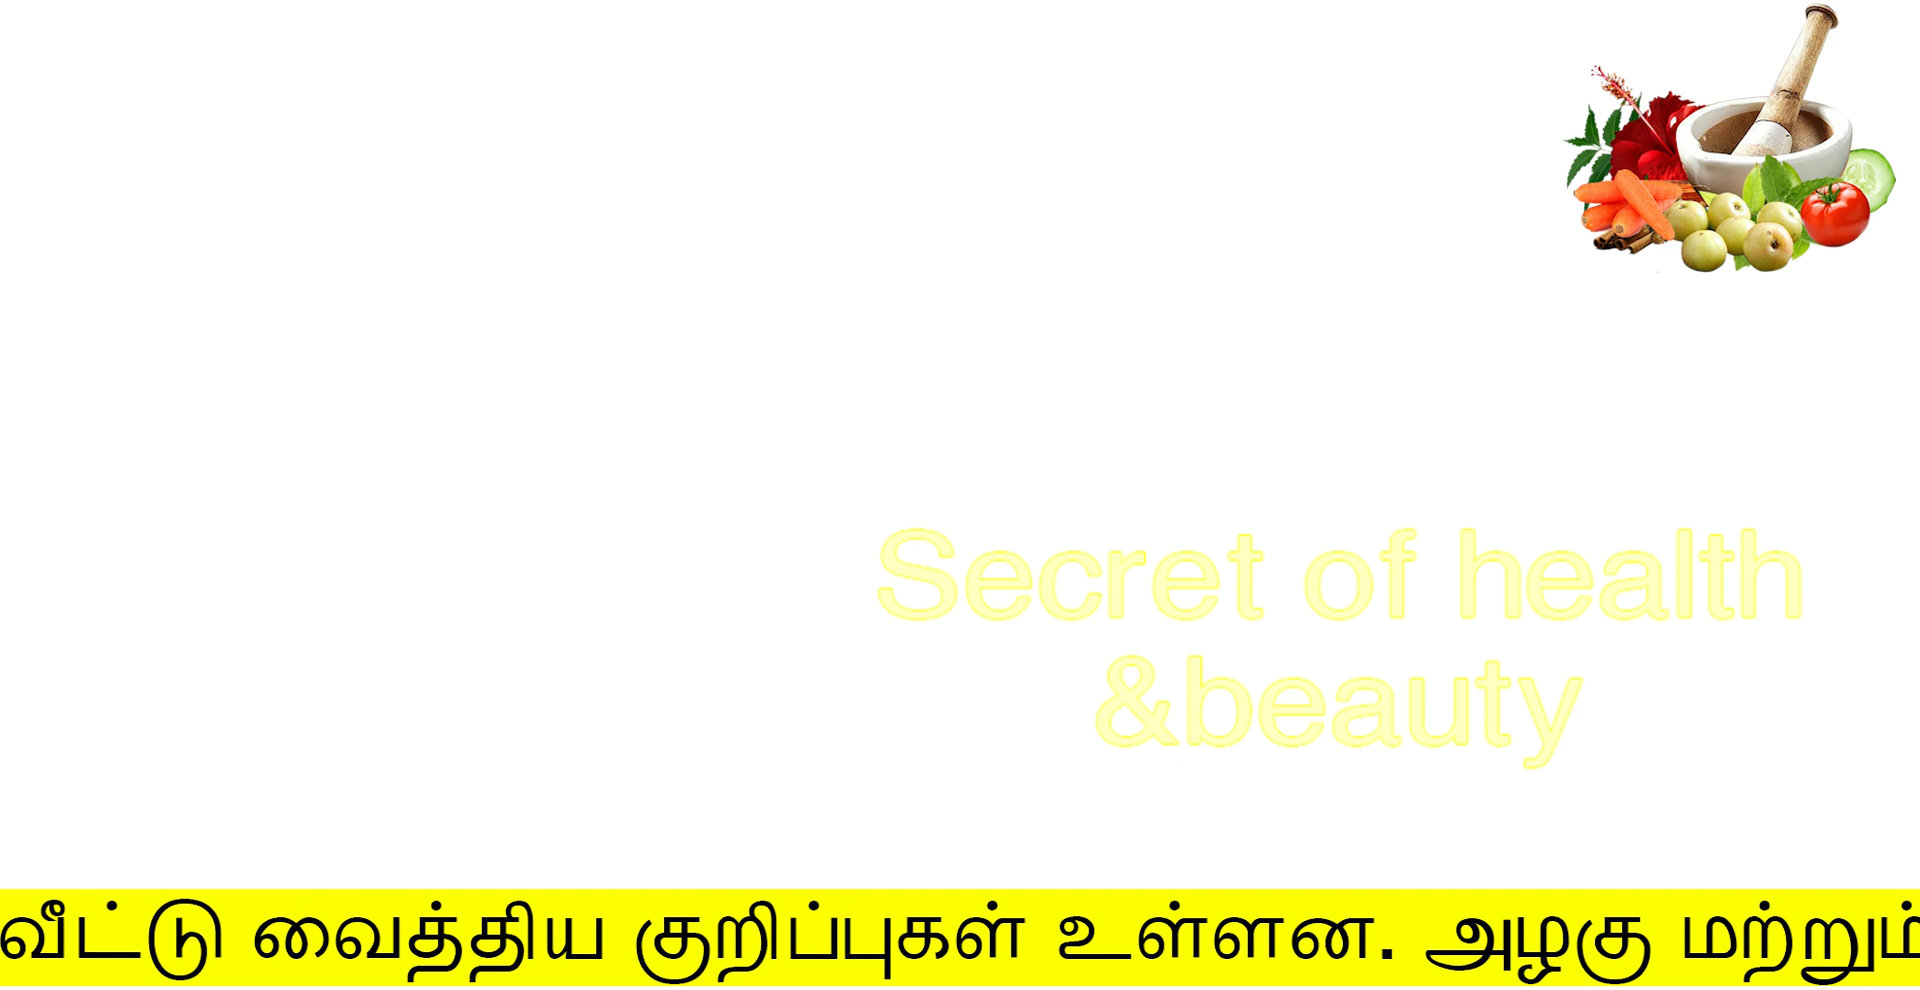 Secret of health
&beauty
வீட்டு வைத்திய குறிப்புகள் உள்ளன. அழகு மற்றும்